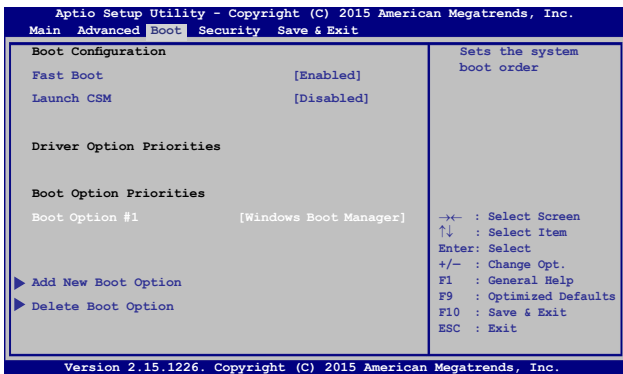 Aptio Setup Utility - Copyright (C) 2015 American Megatrends, Inc.
Main Advanced Boot Security Save & Exit
Boot Configuration
Fast Boot [Enabled]
Launch CSM [Disabled]
Driver Option Priorities
Boot Option Priorities
Boot Option #1 [Windows Boot Manager]
Add New Boot Option
Delete Boot Option
Sets the system
boot order
→← : Select Screen
↑↓ : Select Item
Enter: Select
+/— : Change Opt.
F1 : General Help
F9 : Optimized Defaults
F10 : Save & Exit
ESC : Exit
Version 2.15.1226. Copyright (C) 2015 American Megatrends, Inc.